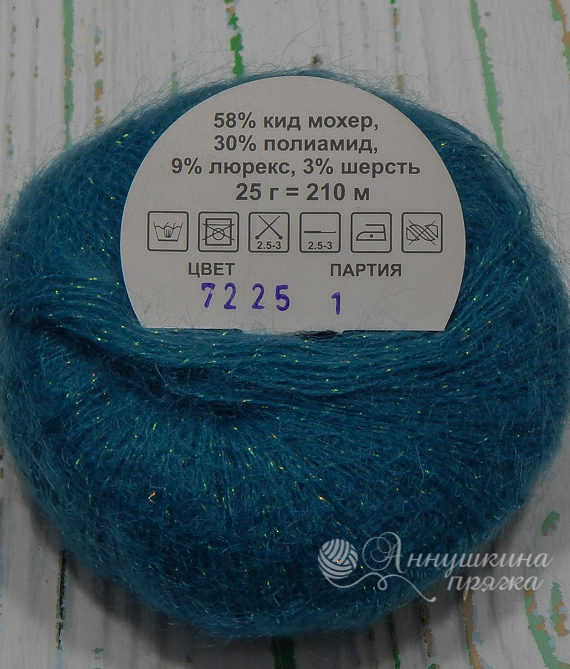 58% кид мохер,
30% полиамид,
9% люрекс, 3% шерсть
25 г = 210 м
2.5-3 2.5-3
ЦВЕТ ПАРТИЯ
7225 1
Аннушкина
пряжа